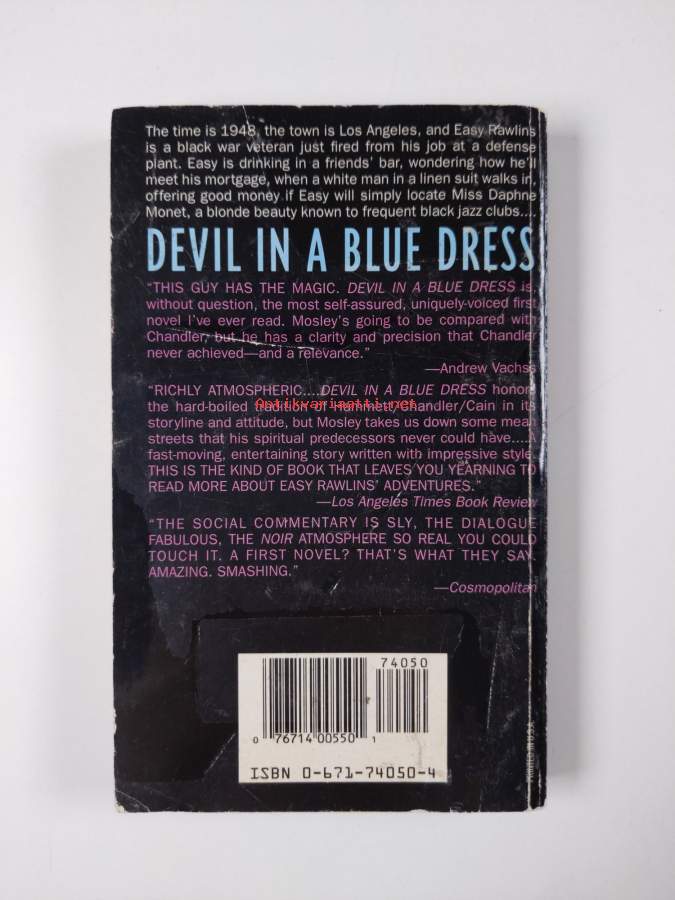 The time is 1948, the town is Los Angeles, and Easy Rawlins
is a black war veteran just fired from his job at a defense
plant. Easy is drinking in a friends' bar, wondering how he'll
meet his mortgage, when a white man in a linen suit walks in,
offering good money if Easy will simply locate Miss Daphne
Monet, a blonde beauty known to frequent black jazz clubs....
DEVIL IN A BLUE DRESS
"THIS GUY HAS THE MAGIC. DEVIL IN A BLUE DRESS is,
without question, the most self-assured, uniquely-voiced first
novel I've ever read. Mosley's going to be compared with
Chandler, but he has a clarity and precision that Chandler
never achieved—and a relevance."
—Andrew Vachss
"RICHLY ATMOSPHERIC....DEVIL IN A BLUE DRESS honors
Antikvariaatti.net
the hard-boiled tradition of Hammett/Chandler/Cain in its
storyline and attitude, but Mosley takes us down some mean
streets that his spiritual predecessors never could have....A
fast-moving, entertaining story written with impressive style.
THIS IS THE KIND OF BOOK THAT LEAVES YOU YEARNING TO
READ MORE ABOUT EASY RAWLINS' ADVENTURES."
—Los Angeles Times Book Review
"THE SOCIAL COMMENTARY IS SLY, THE DIALOGUE
FABULOUS, THE NOIR ATMOSPHERE SO REAL YOU COULD
TOUCH IT. A FIRST NOVEL? THAT'S WHAT THEY SAY.
AMAZING. SMASHING."
—Cosmopolitan
74050
0 76714 00550 1
ISBN 0-671-74050-4
Printed in U.S.A.